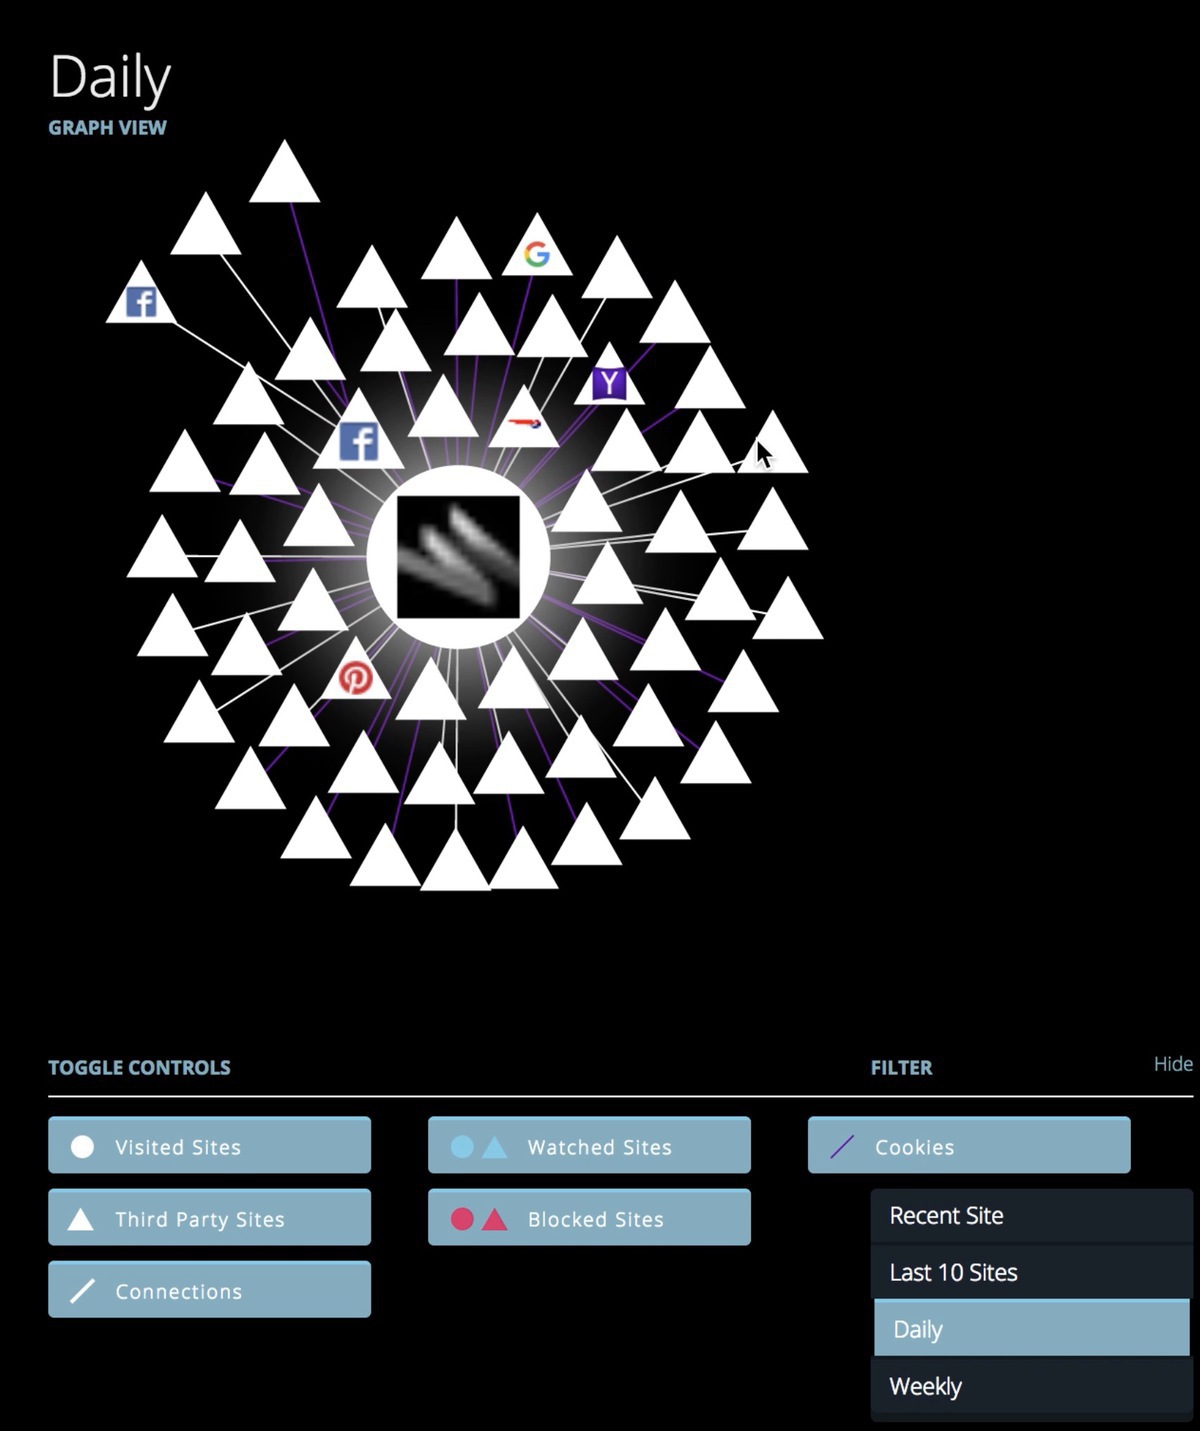 Daily
GRAPH VIEW
f
G
Y
f
TOGGLE CONTROLS
FILTER
Hide
Visited Sites
Watched Sites
Cookies
Third Party Sites
Blocked Sites
Connections
Recent Site
Last 10 Sites
Daily
Weekly